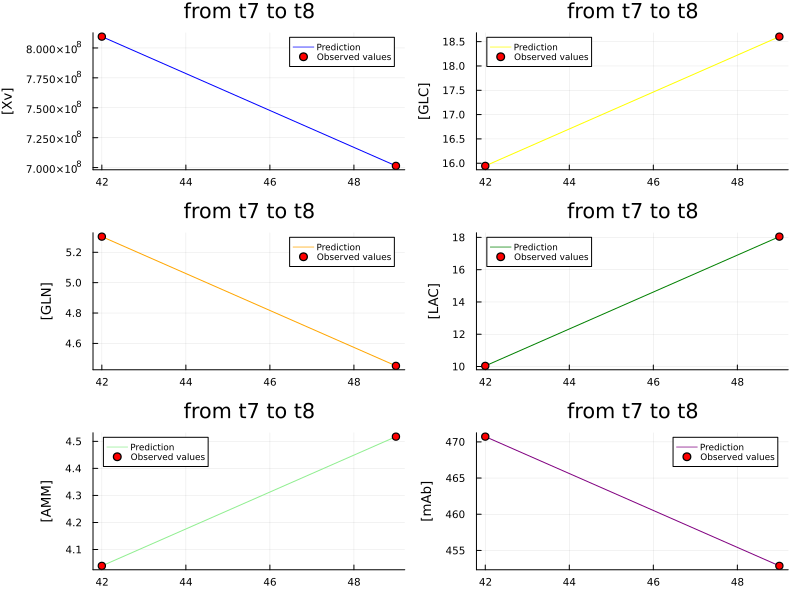 from t7 to t8
[Xv]
8.000×10⁸
7.750×10⁸
7.500×10⁸
7.250×10⁸
7.000×10⁸
42 44 46 48
Prediction
Observed values
from t7 to t8
[GLC]
18.5
18.0
17.5
17.0
16.5
16.0
42 44 46 48
Prediction
Observed values
from t7 to t8
[GLN]
5.2
5.0
4.8
4.6
42 44 46 48
Prediction
Observed values
from t7 to t8
[LAC]
18
16
14
12
10
42 44 46 48
Prediction
Observed values
from t7 to t8
[AMM]
4.5
4.4
4.3
4.2
4.1
42 44 46 48
Prediction
Observed values
from t7 to t8
[mAb]
470
465
460
455
42 44 46 48
Prediction
Observed values